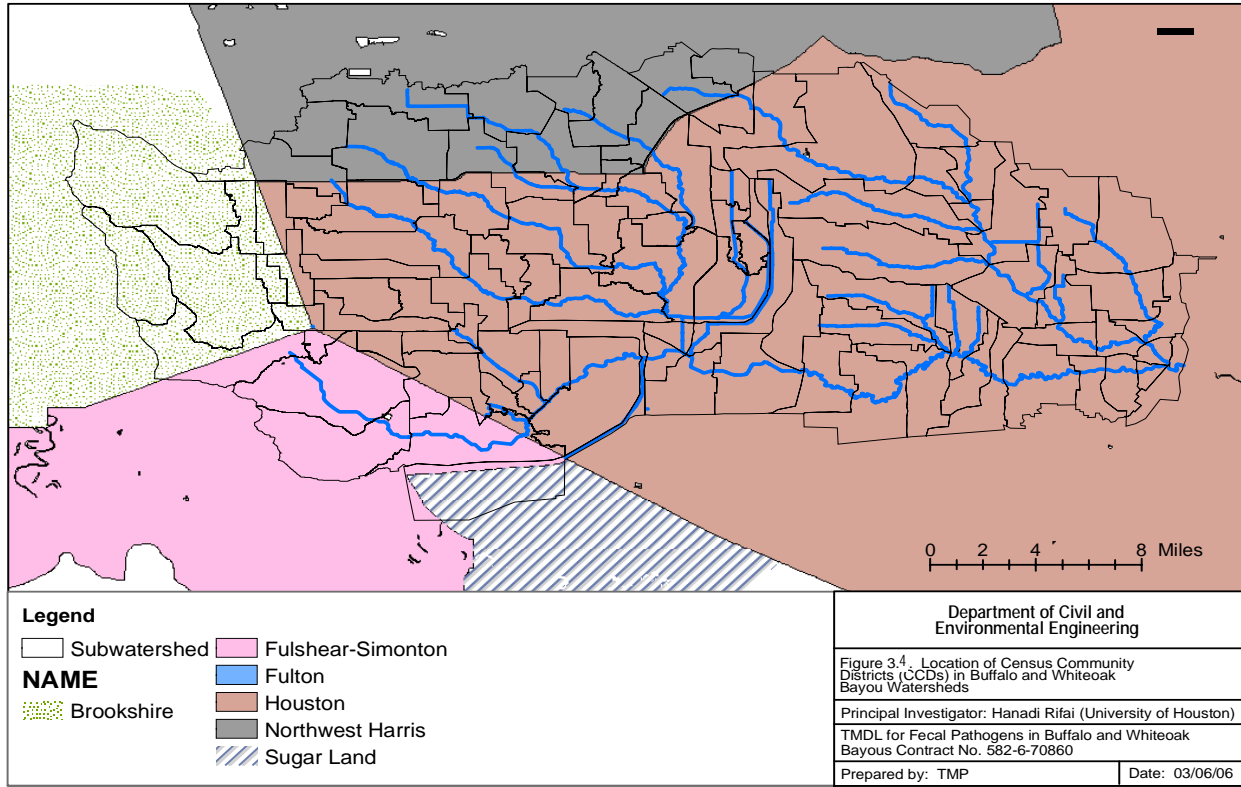 0 2 4 8 Miles
Legend
Subwatershed
NAME
Brookshire
Fulshear-Simonton
Fulton
Houston
Northwest Harris
Sugar Land
Department of Civil and
Environmental Engineering
Figure 3.4 . Location of Census Community
Districts (CCDs) in Buffalo and Whiteoak
Bayou Watersheds
Principal Investigator: Hanadi Rifai (University of Houston)
TMDL for Fecal Pathogens in Buffalo and Whiteoak
Bayous Contract No. 582-6-70860
Prepared by: TMP
Date: 03/06/06